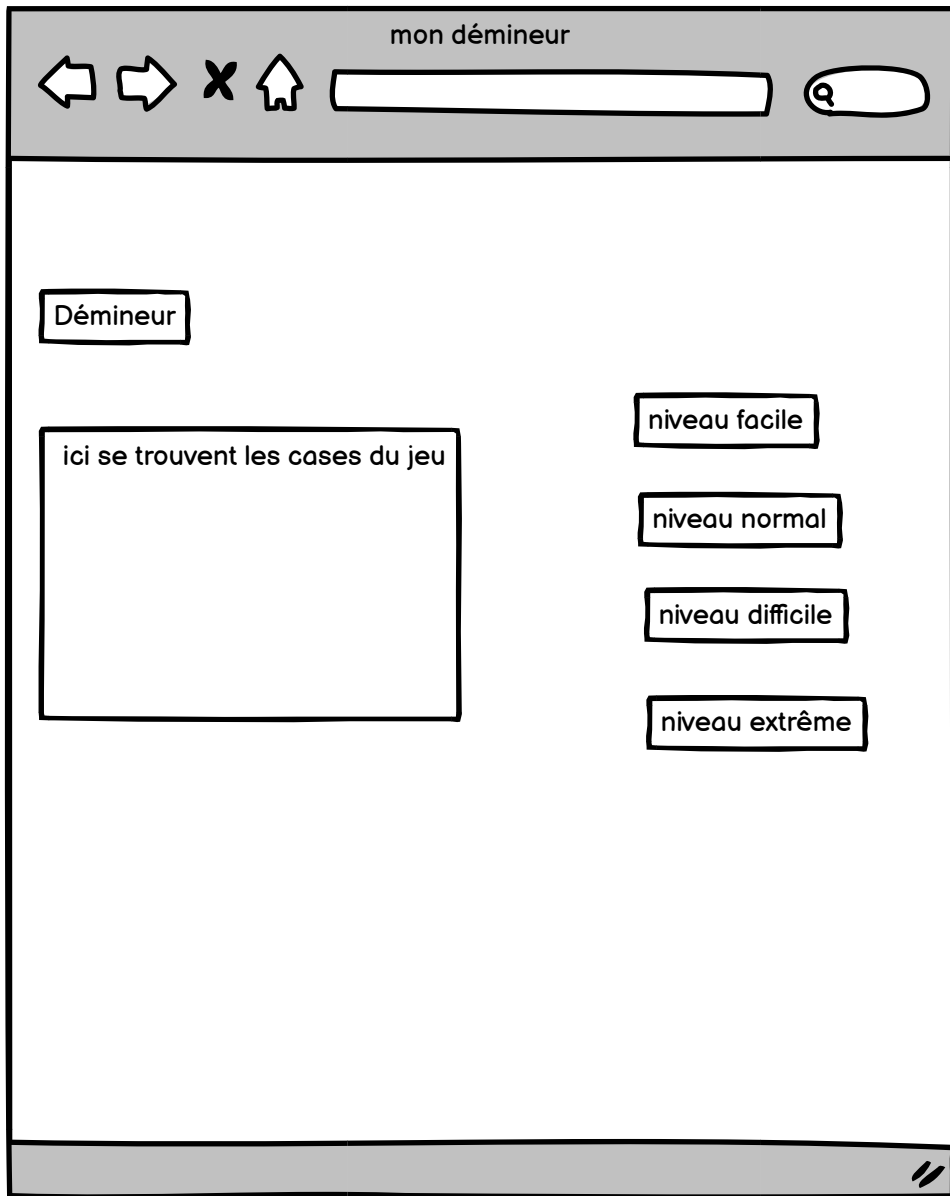 mon démineur
Démineur
niveau facile
ici se trouvent les cases du jeu
niveau normal
niveau difficile
niveau extrême